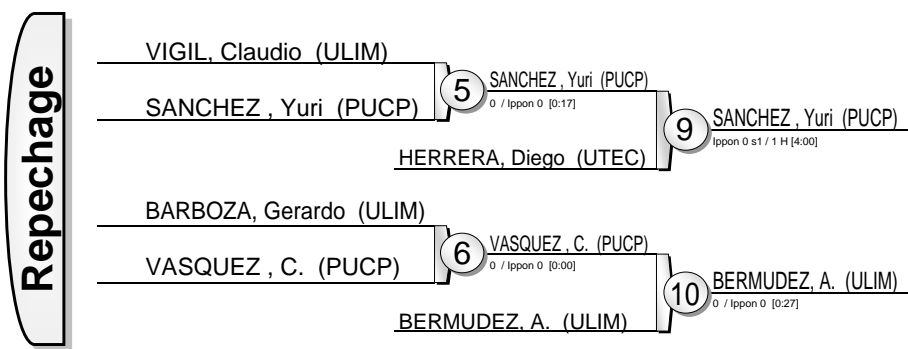 Repechage
VIGIL, Claudio (ULIM)
SANCHEZ , Yuri (PUCP)
5
SANCHEZ , Yuri (PUCP)
0 / Ippon 0 [0:17]
HERRERA, Diego (UTEC)
9
SANCHEZ , Yuri (PUCP)
Ippon 0 s1 / 1 H [4:00]
BARBOZA, Gerardo (ULIM)
VASQUEZ , C. (PUCP)
6
VASQUEZ , C. (PUCP)
0 / Ippon 0 [0:00]
BERMUDEZ, A. (ULIM)
10
BERMUDEZ, A. (ULIM)
0 / Ippon 0 [0:27]